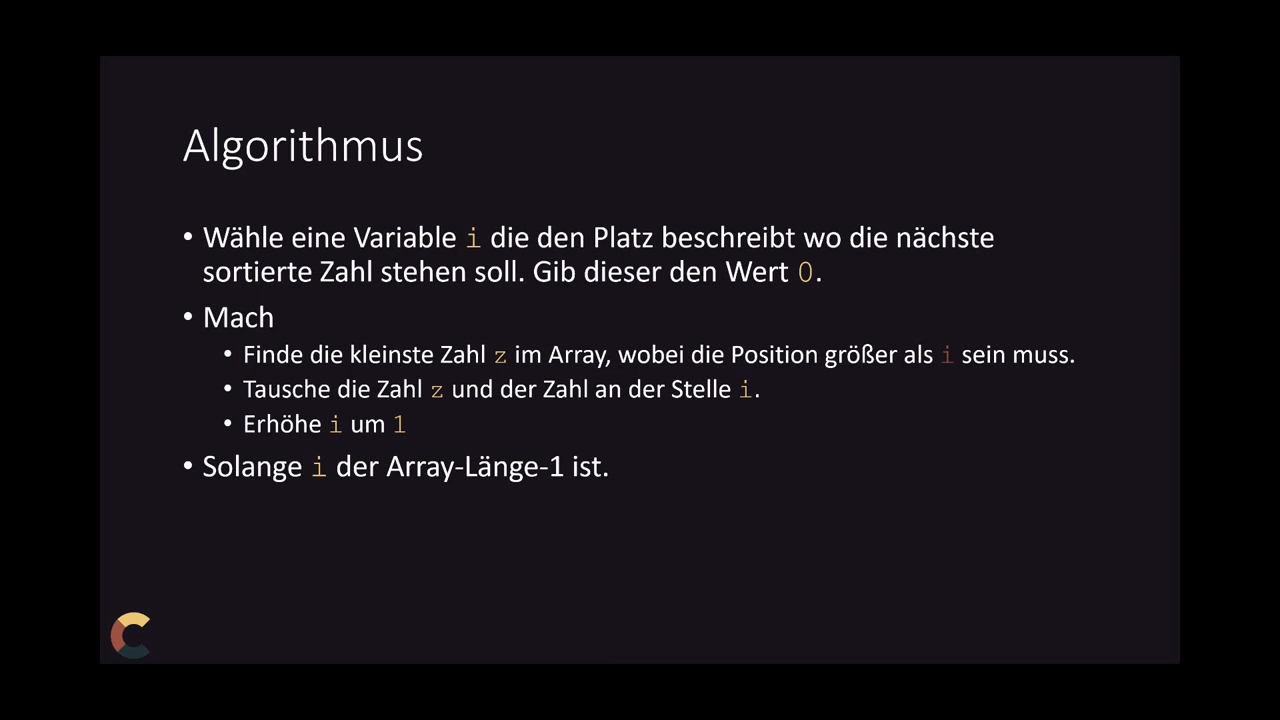 Algorithmus
• Wähle eine Variable i die den Platz beschreibt wo die nächste
sortierte Zahl stehen soll. Gib dieser den Wert 0.
• Mach
• Finde die kleinste Zahl z im Array, wobei die Position größer als i sein muss.
• Tausche die Zahl z und der Zahl an der Stelle i.
• Erhöhe i um 1
• Solange i der Array-Länge-1 ist.